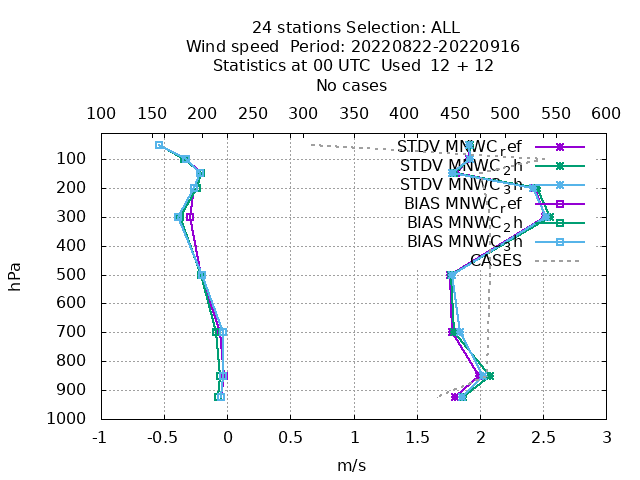 24 stations Selection: ALL
Wind speed  Period: 20220822-20220916
Statistics at 00 UTC  Used  12 + 12
No cases
100 150 200 250 300 350 400 450 500 550 600
STDV MNWC_ref
100
STDV MNWC_2h
STDV MNWC_3h
200
BIAS MNWC_ref
300
BIAS MNWC_2h
BIAS MNWC_3h
400
CASES
hPa
500
600
700
800
900
1000
-1 -0.5 0 0.5 1 1.5 2 2.5 3
m/s